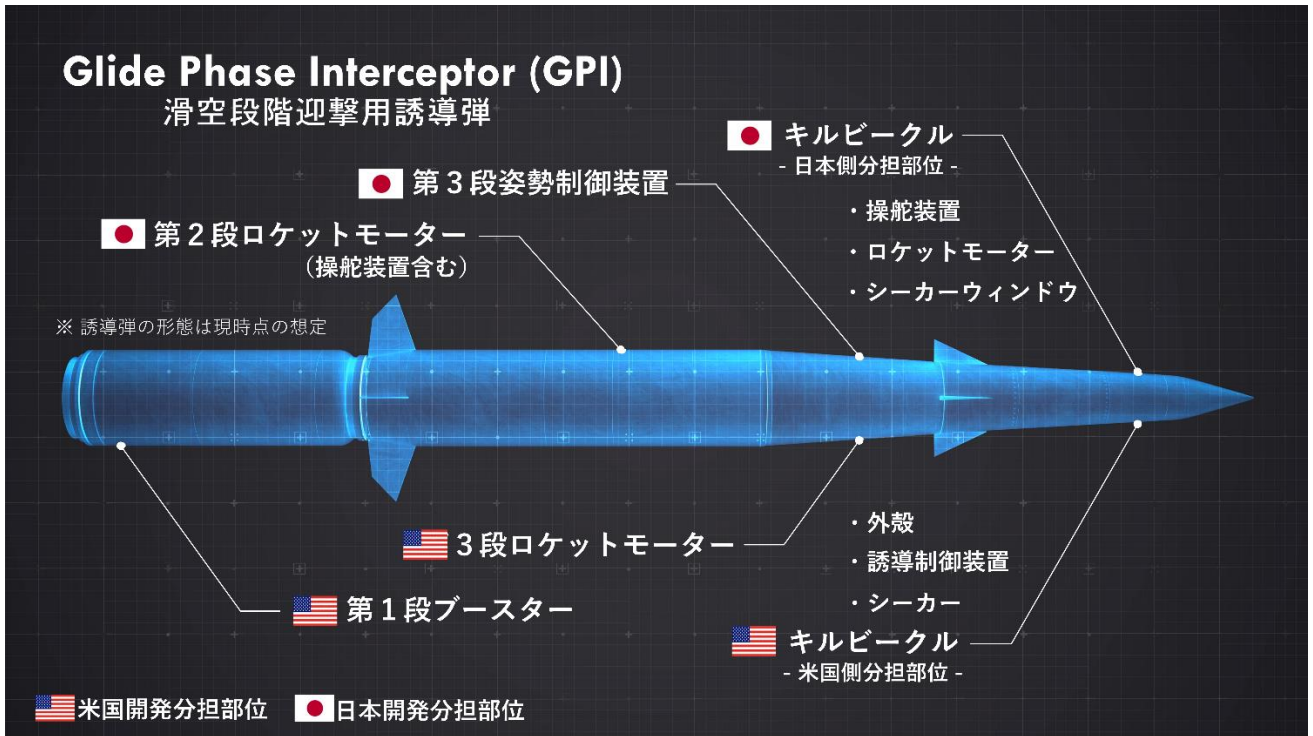 Glide Phase Interceptor (GPI)
滑空段階迎撃用誘導弾
キルビークル
- 日本側分担部位 -
・操舵装置
・ロケットモーター
・シーカーウィンドウ
第３段姿勢制御装置
第２段ロケットモーター
（操舵装置含む）
※ 誘導弾の形態は現時点の想定
３段ロケットモーター
第１段ブースター
・外殻
・誘導制御装置
・シーカー
キルビークル
- 米国側分担部位 -
米国開発分担部位
日本開発分担部位